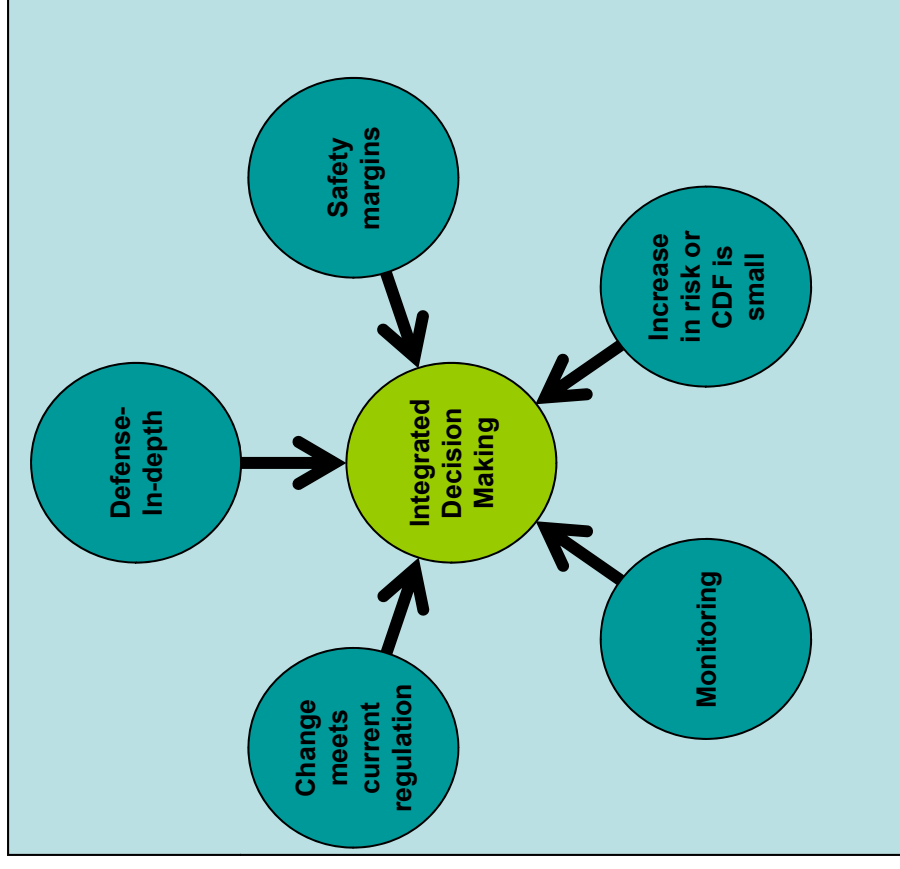 Defense-
In-depth
Safety
margins
Change
meets
current
regulation
Integrated
Decision
Making
Increase
in risk or
CDF is
small
Monitoring